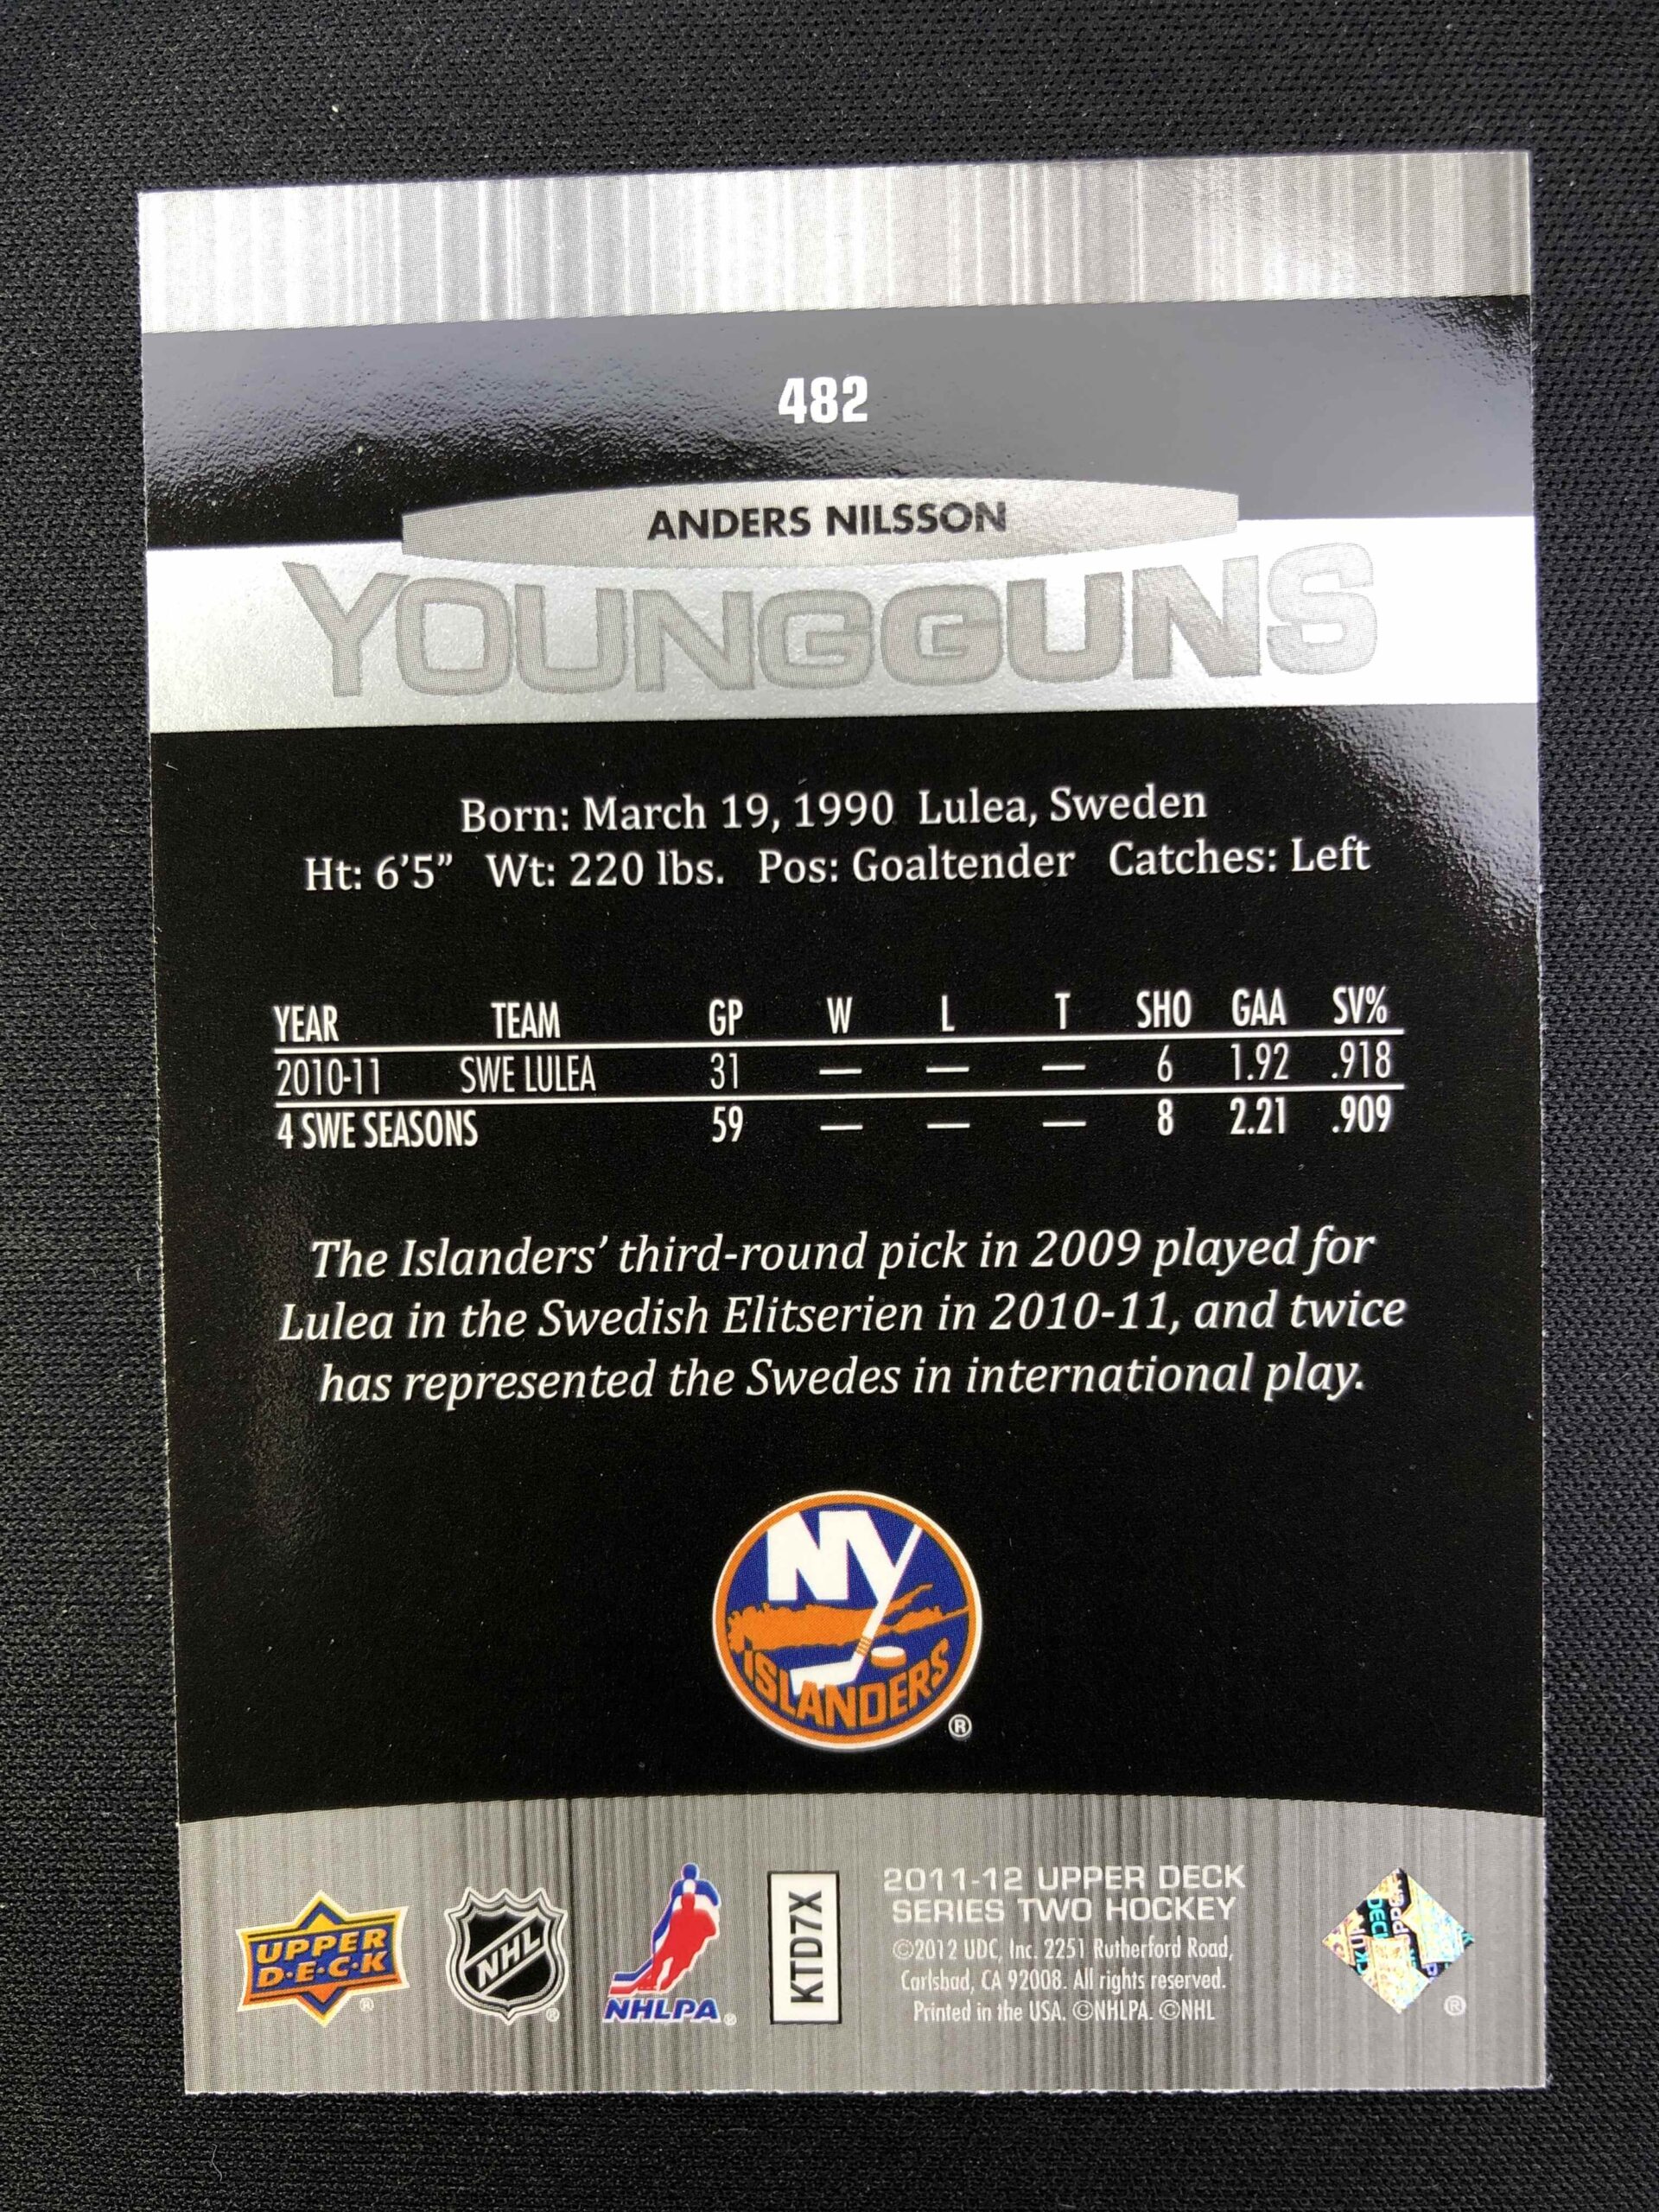 482
ANDERS NILSSON
YOUNGGUNS
Born: March 19, 1990 Lulea, Sweden
Ht: 6'5" Wt: 220 lbs. Pos: Goaltender Catches: Left
YEAR TEAM GP W L T SHO GAA SV%
2010-11 SWE LULEA 31 — — — 6 1.92 .918
4 SWE SEASONS 59 — — — 8 2.21 .909
The Islanders' third-round pick in 2009 played for
Lulea in the Swedish Elitserien in 2010-11, and twice
has represented the Swedes in international play.
NY
ISLANDERS
®
UPPER
D·E·C·K
®
NHL
®
NHLPA
®
KTD7X
2011-12 UPPER DECK
SERIES TWO HOCKEY
©2012 UDC, Inc. 2251 Rutherford Road,
Carlsbad, CA 92008. All rights reserved.
Printed in the USA. ©NHLPA. ©NHL
®